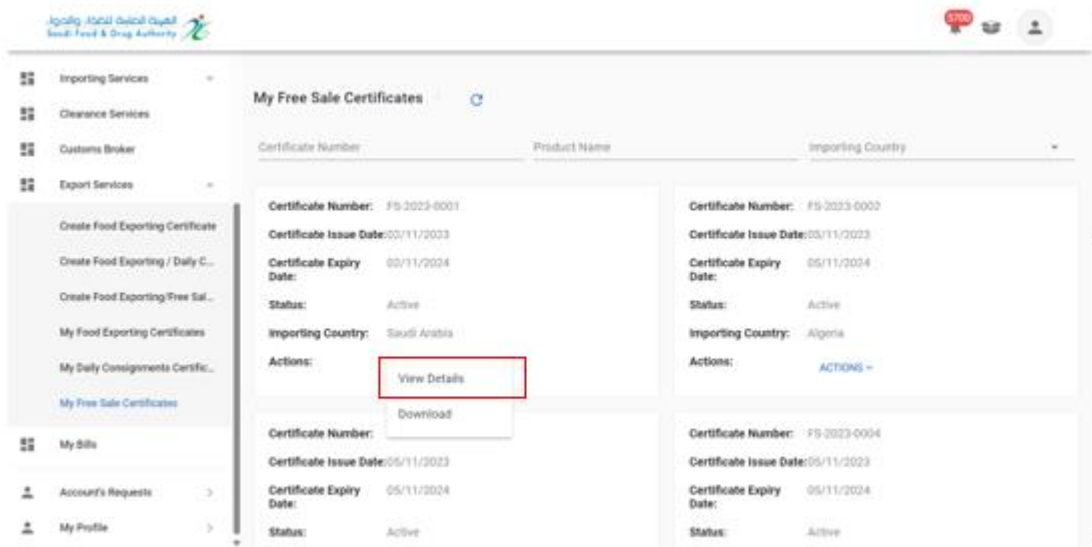 الهيئة العامة للغذاء والدواء
Saudi Food & Drug Authority
5700
Importing Services
Clearance Services
Customs Broker
Export Services
Create Food Exporting Certificate
Create Food Exporting / Daily C...
Create Food Exporting/Free Sal...
My Food Exporting Certificates
My Daily Consignments Certific...
My Free Sale Certificates
My Bills
Account's Requests
My Profile
My Free Sale Certificates
Certificate Number Product Name Importing Country
Certificate Number: FS-2023-0001
Certificate Issue Date: 02/11/2023
Certificate Expiry Date: 02/11/2024
Status: Active
Importing Country: Saudi Arabia
Actions:
View Details
Download
Certificate Number: FS-2023-0002
Certificate Issue Date: 05/11/2023
Certificate Expiry Date: 05/11/2024
Status: Active
Importing Country: Algeria
Actions: ACTIONS
Certificate Number:
Certificate Issue Date: 05/11/2023
Certificate Expiry Date: 05/11/2024
Status: Active
Certificate Number: FS-2023-0004
Certificate Issue Date: 05/11/2023
Certificate Expiry Date: 05/11/2024
Status: Active